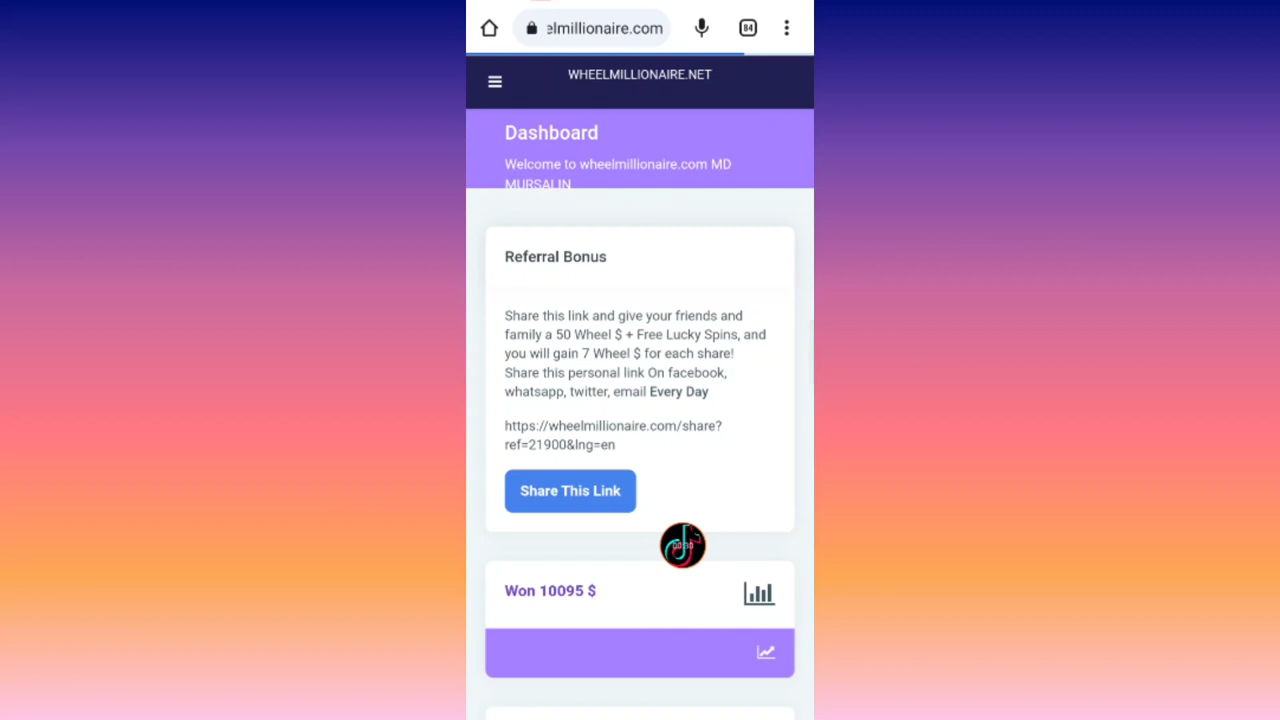 elmillionaire.com
84
WHEELMILLIONAIRE.NET
Dashboard
Welcome to wheelmillionaire.com MD
MURSALIN
Referral Bonus
Share this link and give your friends and
family a 50 Wheel $ + Free Lucky Spins, and
you will gain 7 Wheel $ for each share!
Share this personal link On facebook,
whatsapp, twitter, email Every Day
https://wheelmillionaire.com/share?
ref=21900&lng=en
Share This Link
Won 10095 $